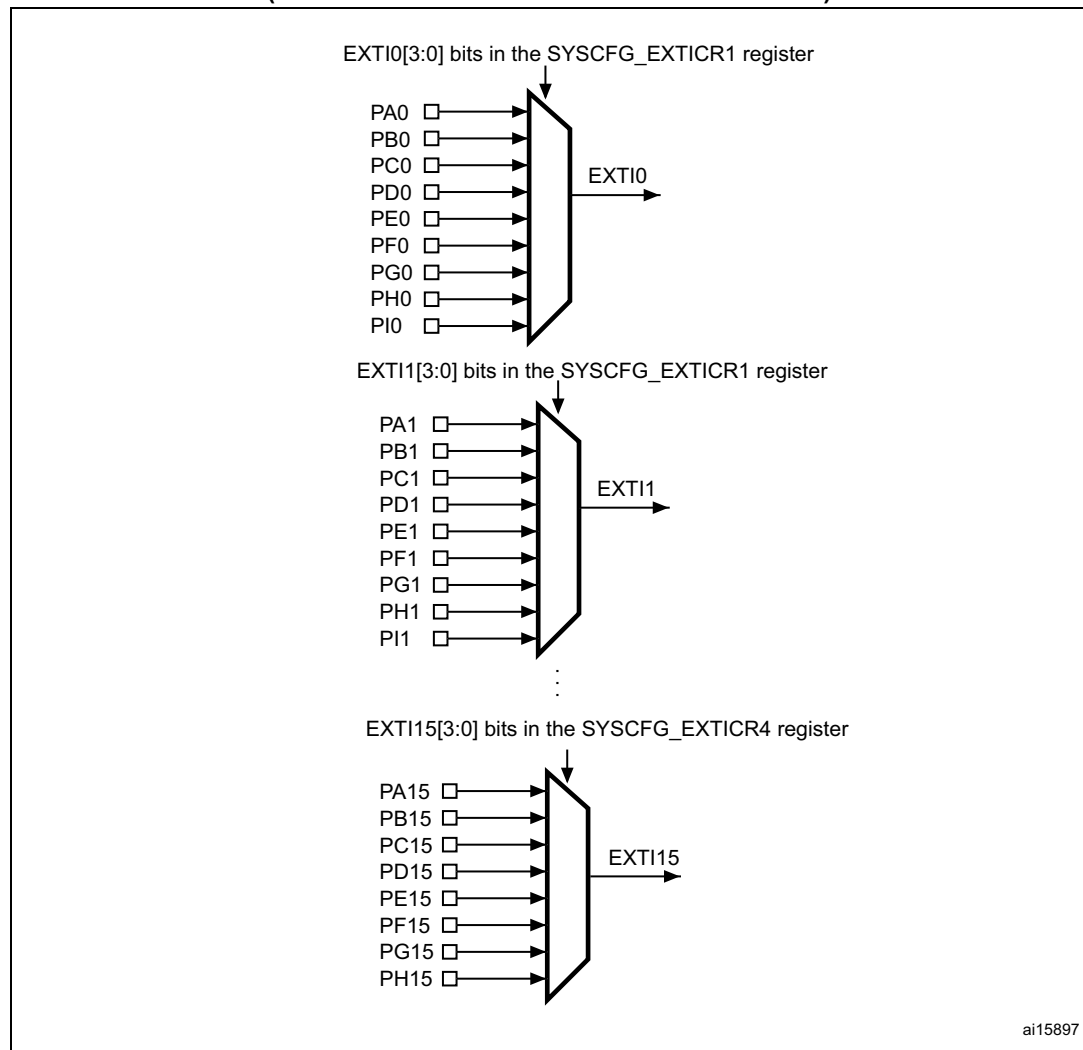 EXTI0[3:0] bits in the SYSCFG_EXTICR1 register
PA0
PB0
PC0
PD0
EXTI0
PE0
PF0
PG0
PH0
PI0
EXTI1[3:0] bits in the SYSCFG_EXTICR1 register
PA1
PB1
PC1
PD1
EXTI1
PE1
PF1
PG1
PH1
PI1
EXTI15[3:0] bits in the SYSCFG_EXTICR4 register
PA15
PB15
PC15
PD15
EXTI15
PE15
PF15
PG15
PH15
ai15897